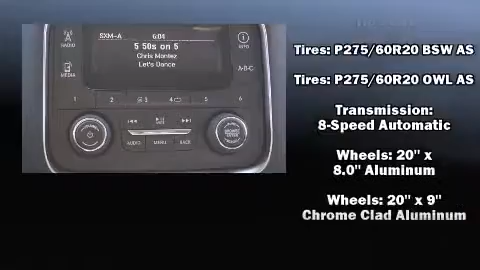 SXM-A 6:04
5 50s on 5
Chris Montez
Let's Dance
RADIO
MEDIA
INFO
A-B-C
1 2 3 4 5 6
AUDIO MENU BACK
Tires: P275/60R20 BSW AS
Tires: P275/60R20 OWL AS
Transmission:
8-Speed Automatic
Wheels: 20" x
8.0" Aluminum
Wheels: 20" x 9"
Chrome Clad Aluminum